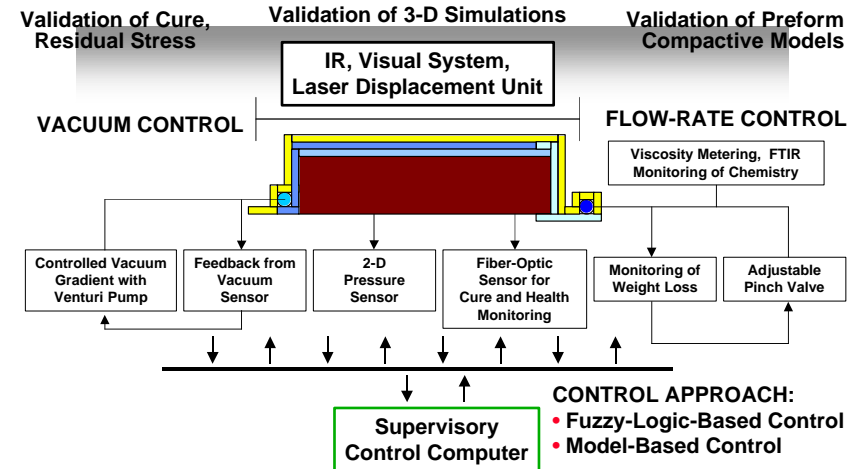 Validation of Cure,
Residual Stress
Validation of 3-D Simulations
Validation of Preform
Compactive Models
IR, Visual System,
Laser Displacement Unit
VACUUM CONTROL
FLOW-RATE CONTROL
Viscosity Metering, FTIR
Monitoring of Chemistry
Controlled Vacuum
Gradient with
Venturi Pump
Feedback from
Vacuum
Sensor
2-D
Pressure
Sensor
Fiber-Optic
Sensor for
Cure and Health
Monitoring
Monitoring of
Weight Loss
Adjustable
Pinch Valve
Supervisory
Control Computer
CONTROL APPROACH:
• Fuzzy-Logic-Based Control
• Model-Based Control